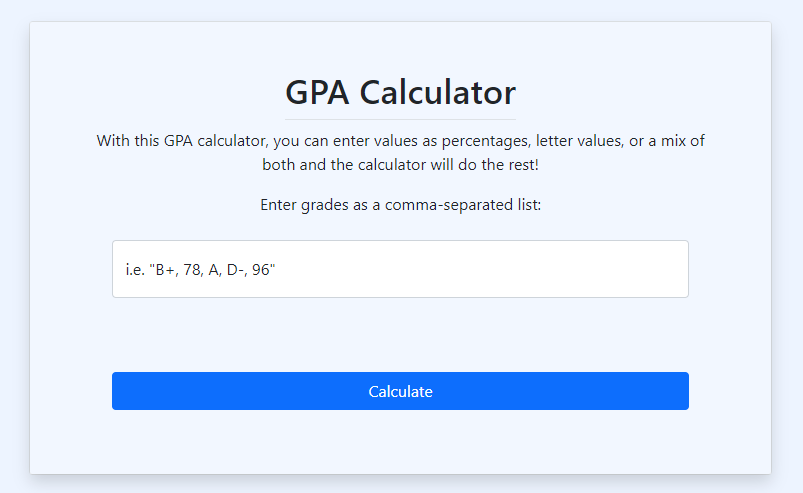 GPA Calculator
With this GPA calculator, you can enter values as percentages, letter values, or a mix of
both and the calculator will do the rest!
Enter grades as a comma-separated list:
i.e. "B+, 78, A, D-, 96"
Calculate